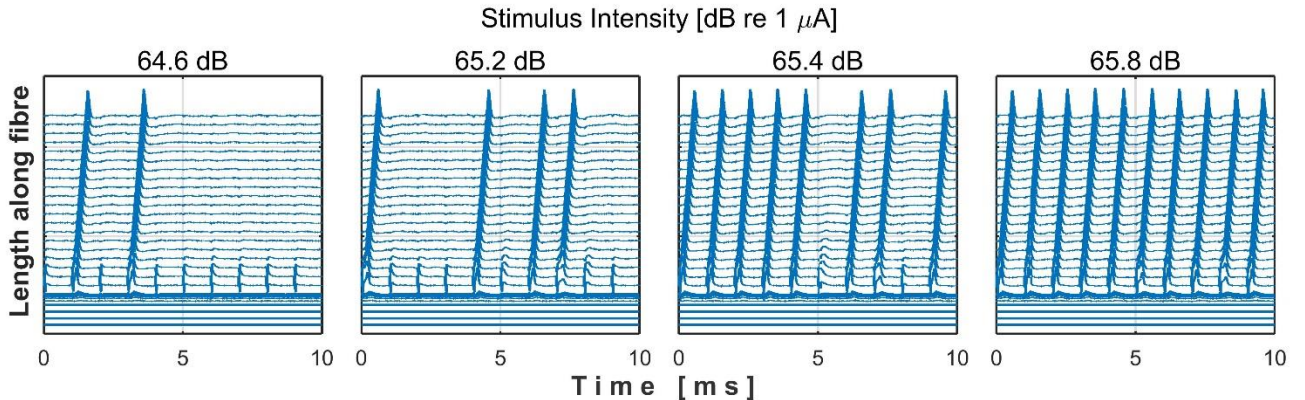 Stimulus Intensity [dB re 1 μA]
64.6 dB 65.2 dB 65.4 dB 65.8 dB
Length along fibre
0 5 10 0 5 10 0 5 10 0 5 10
Time [ms]